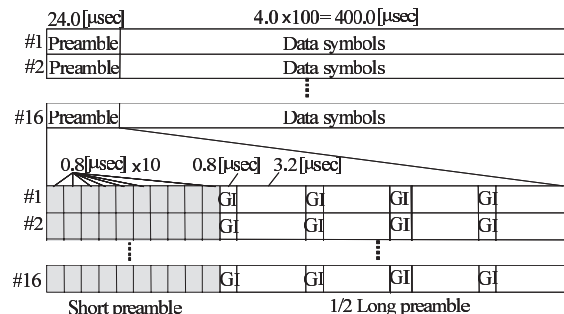 24.0 [μsec] 4.0 x100= 400.0[μsec]
#1 Preamble Data symbols
#2 Preamble Data symbols
#16 Preamble Data symbols
0.8[μsec] x10 0.8[μsec] 3.2[μsec]
#1 GI GI GI GI
#2 GI GI GI GI
#16 GI GI GI GI
Short preamble 1/2 Long preamble